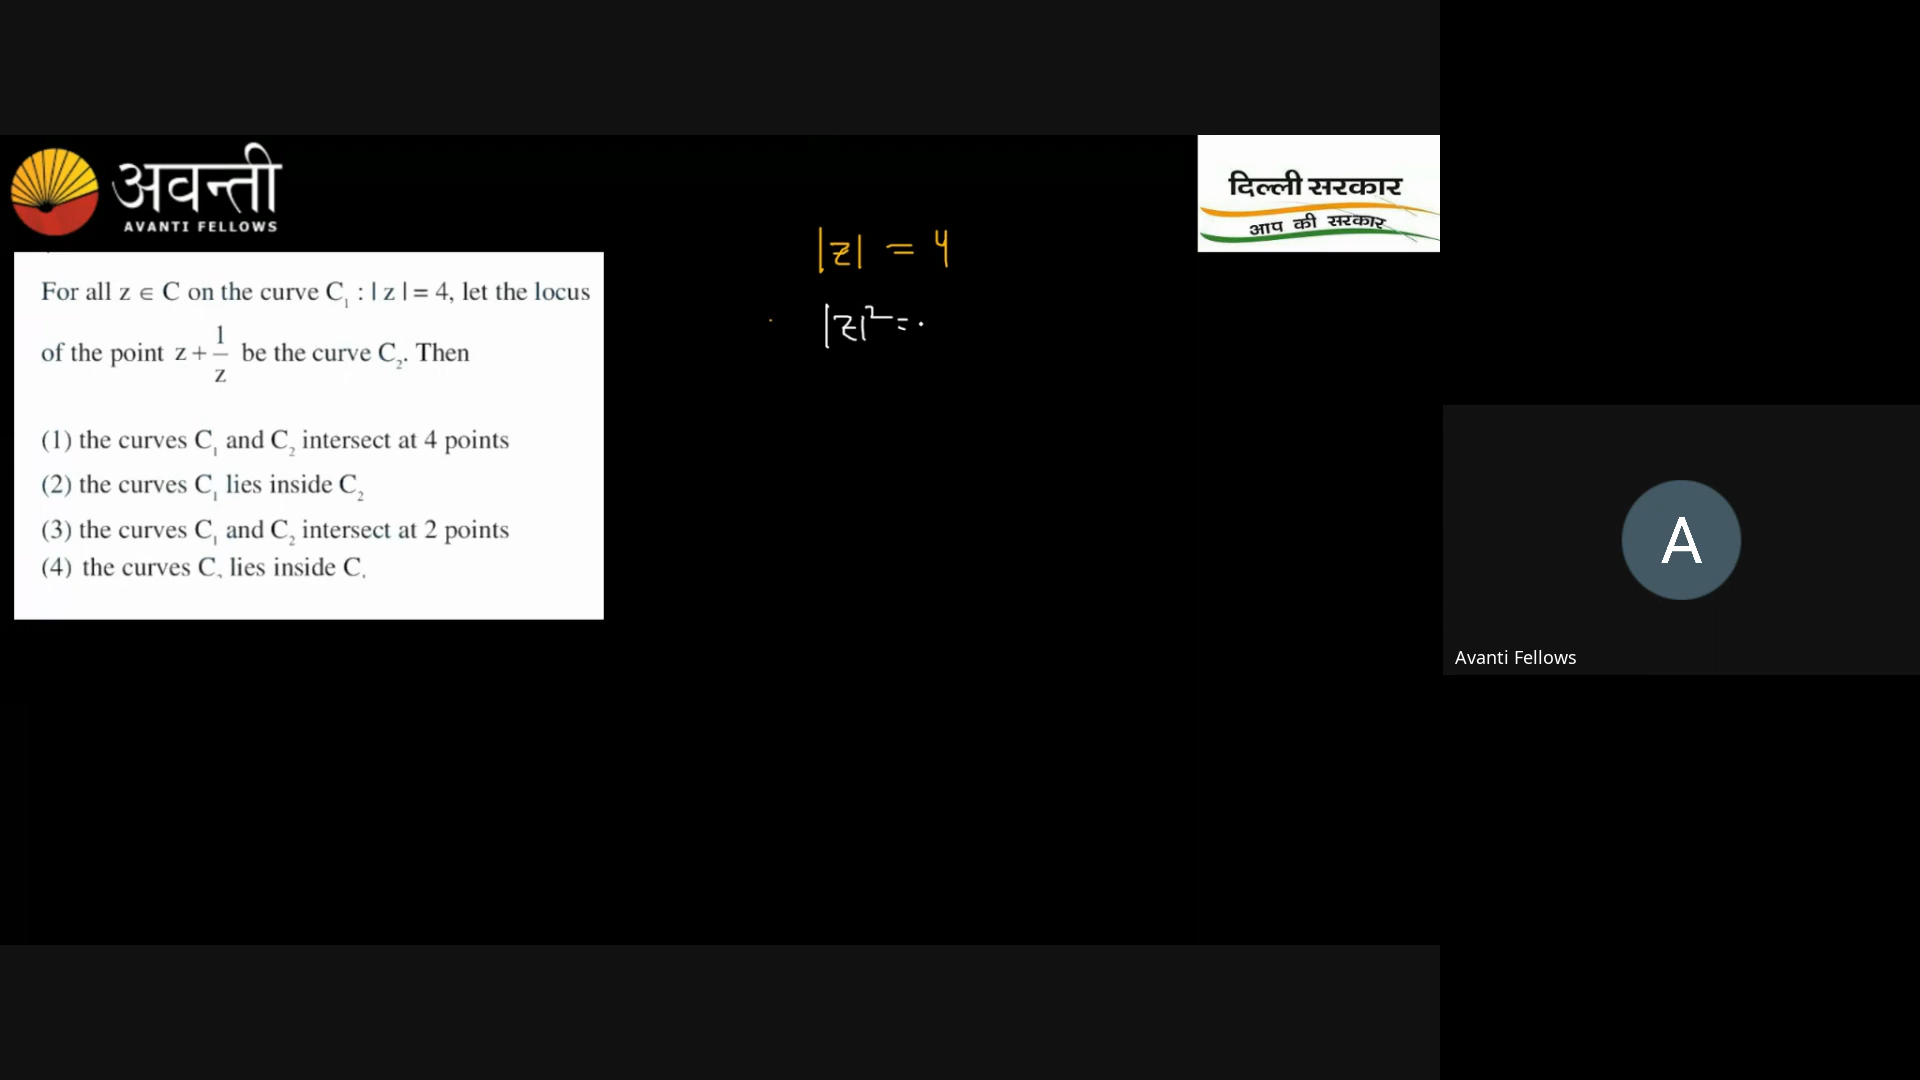 अवन्ती
AVANTI FELLOWS
दिल्ली सरकार
आप की सरकार
|z| = 4
|z|² = .
For all z ∈ C on the curve C₁ : | z | = 4, let the locus
of the point z + 1/z be the curve C₂. Then
(1) the curves C₁ and C₂ intersect at 4 points
(2) the curves C₁ lies inside C₂
(3) the curves C₁ and C₂ intersect at 2 points
(4) the curves C lies inside C
A
Avanti Fellows